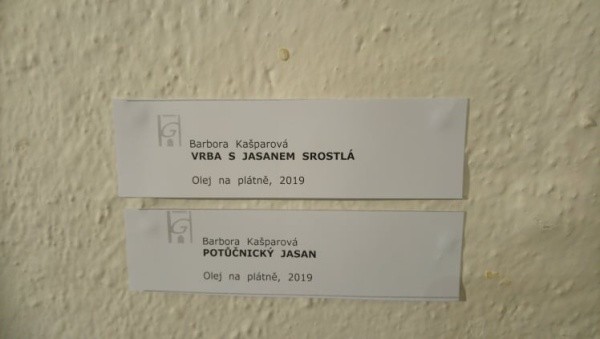 Barbora Kašparová
VRBA S JASANEM SROSTLÁ
Olej na plátně, 2019
Barbora Kašparová
POTŮČNICKÝ JASAN
Olej na plátně, 2019